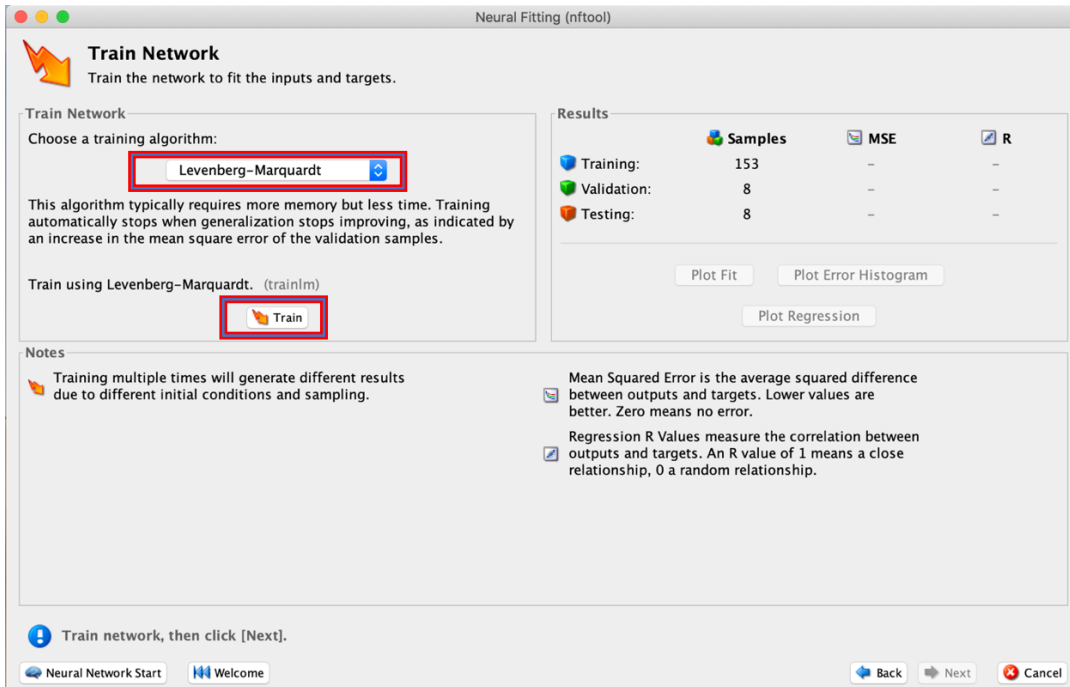 Neural Fitting (nftool)
Train Network
Train the network to fit the inputs and targets.
Train Network
Choose a training algorithm:
Levenberg-Marquardt
This algorithm typically requires more memory but less time. Training
automatically stops when generalization stops improving, as indicated by
an increase in the mean square error of the validation samples.
Train using Levenberg-Marquardt. (trainlm)
Train
Results
Samples MSE R
Training: 153 - -
Validation: 8 - -
Testing: 8 - -
Plot Fit Plot Error Histogram
Plot Regression
Notes
Training multiple times will generate different results
due to different initial conditions and sampling.
Mean Squared Error is the average squared difference
between outputs and targets. Lower values are
better. Zero means no error.
Regression R Values measure the correlation between
outputs and targets. An R value of 1 means a close
relationship, 0 a random relationship.
Train network, then click [Next].
Neural Network Start Welcome Back Next Cancel